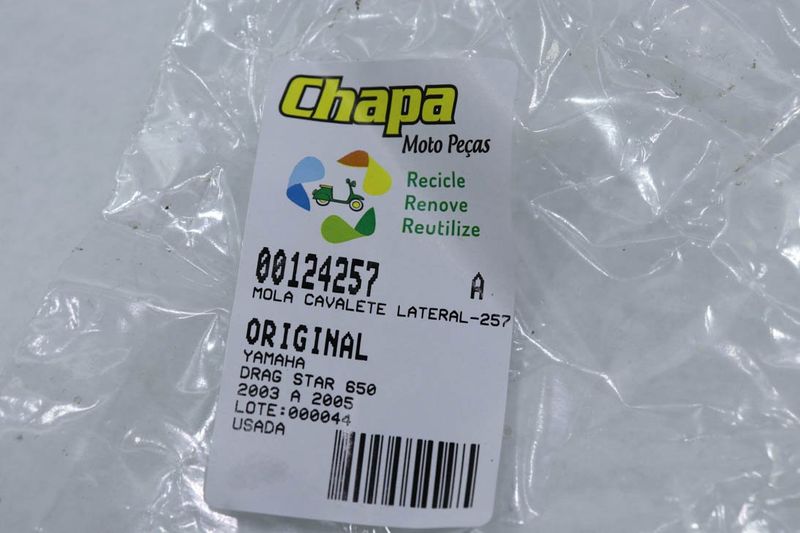 Chapa
Moto Peças
Recicle
Renove
Reutilize
00124257 A
MOLA CAVALETE LATERAL-257
ORIGINAL
YAMAHA
DRAG STAR 650
2003 A 2005
LOTE:000044
USADA